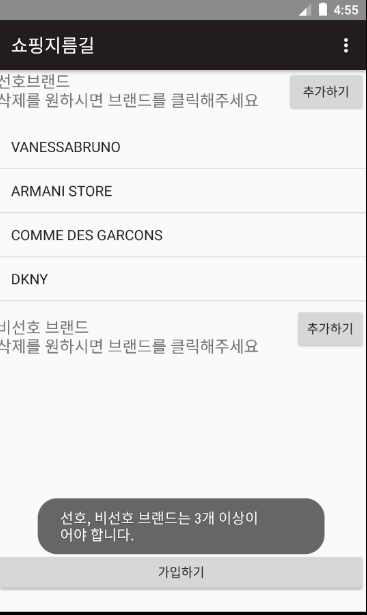 4:55
쇼핑지름길
선호브랜드
삭제를 원하시면 브랜드를 클릭해주세요
추가하기
VANESSABRUNO
ARMANI STORE
COMME DES GARCONS
DKNY
비선호 브랜드
삭제를 원하시면 브랜드를 클릭해주세요
추가하기
선호, 비선호 브랜드는 3개 이상이
어야 합니다.
가입하기